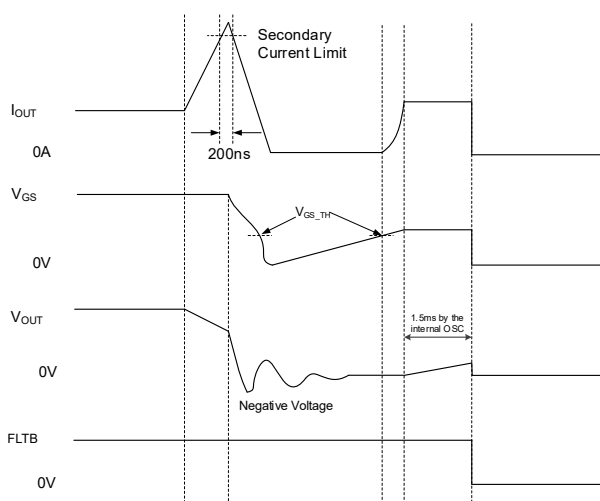 Secondary
Current Limit
IOUT
0A
200ns
VGS
VGS_TH
0V
VOUT
1.5ms by the
internal OSC
0V
Negative Voltage
FLTB
0V